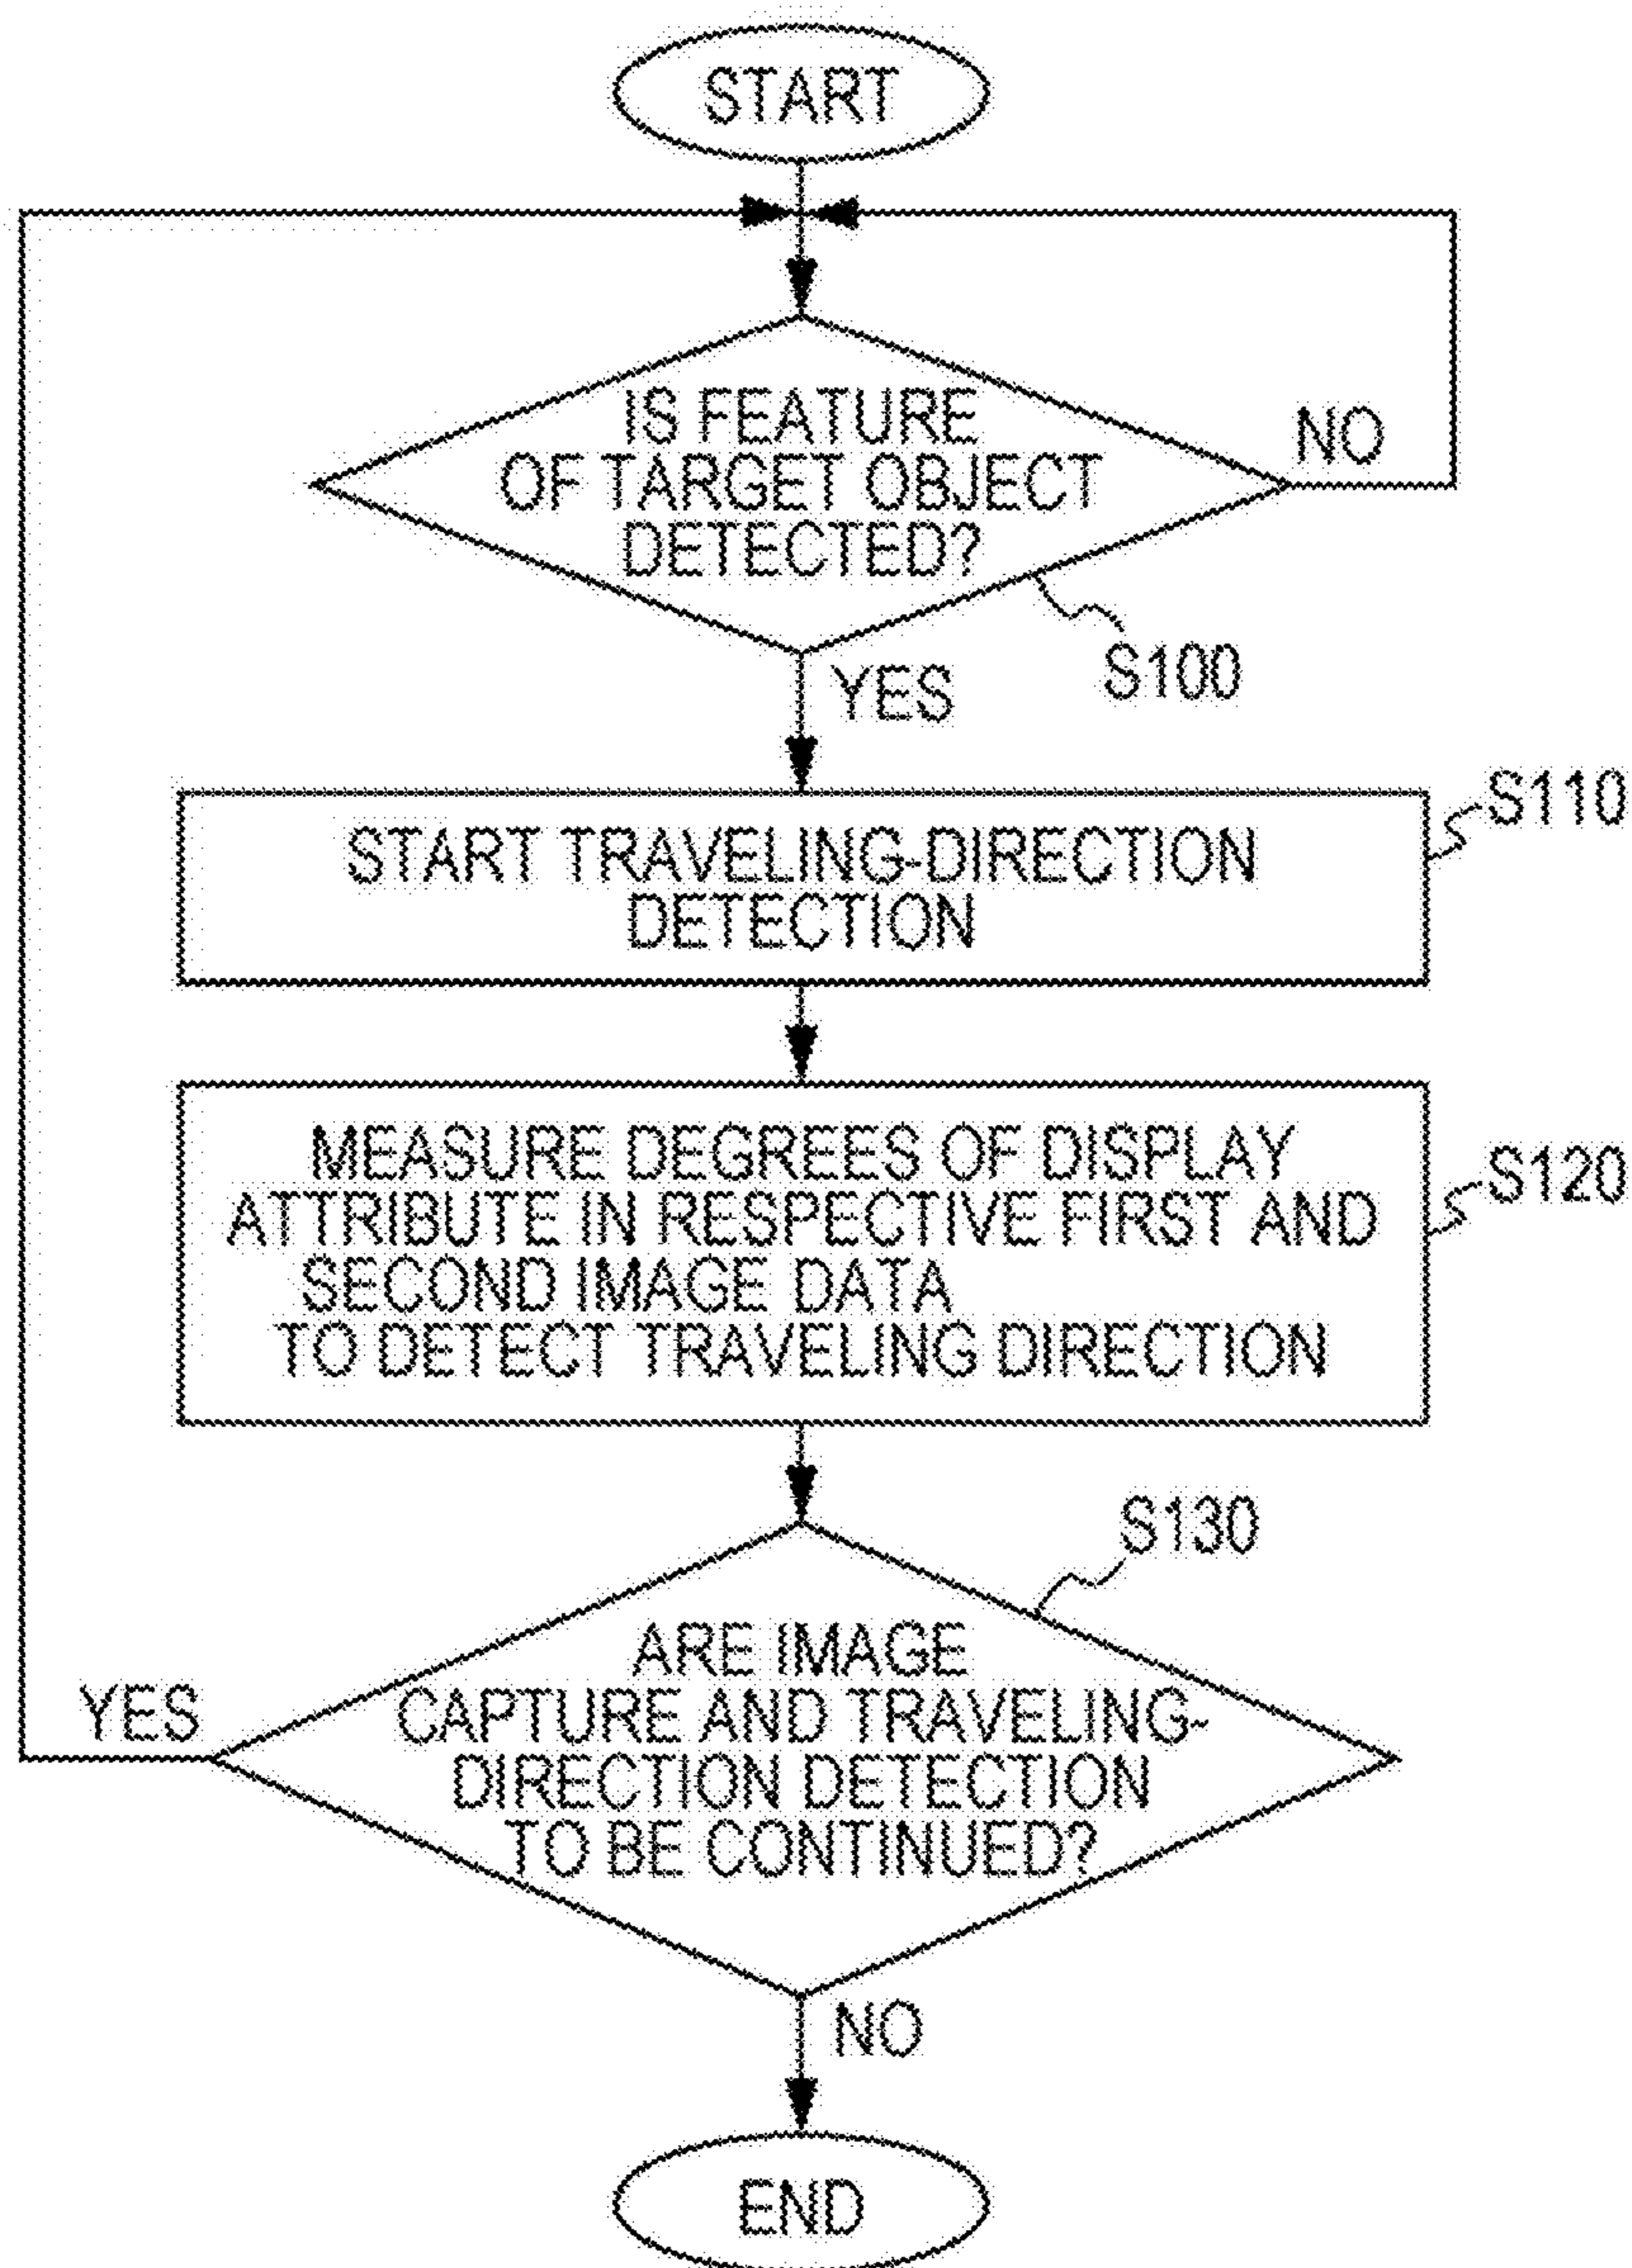 START
IS FEATURE
OF TARGET OBJECT
DETECTED?
NO
S100
YES
S110
START TRAVELING-DIRECTION
DETECTION
MEASURE DEGREES OF DISPLAY
ATTRIBUTE IN RESPECTIVE FIRST AND
SECOND IMAGE DATA
TO DETECT TRAVELING DIRECTION
S120
S130
ARE IMAGE
CAPTURE AND TRAVELING-
DIRECTION DETECTION
TO BE CONTINUED?
YES
NO
END